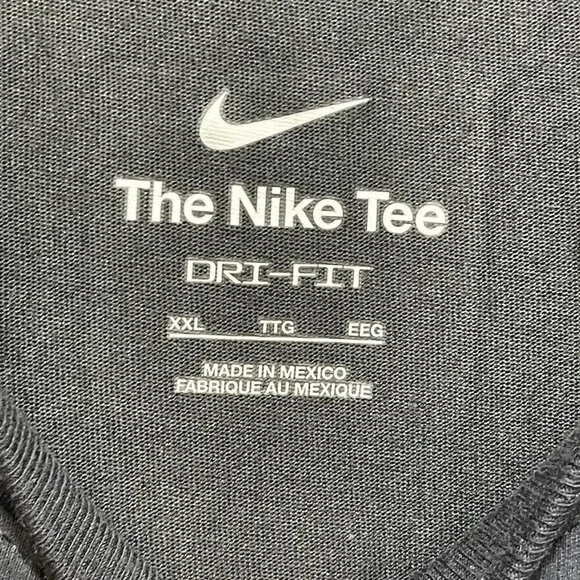 The Nike Tee
DRI-FIT
XXL TTG EEG
MADE IN MEXICO
FABRIQUE AU MEXIQUE